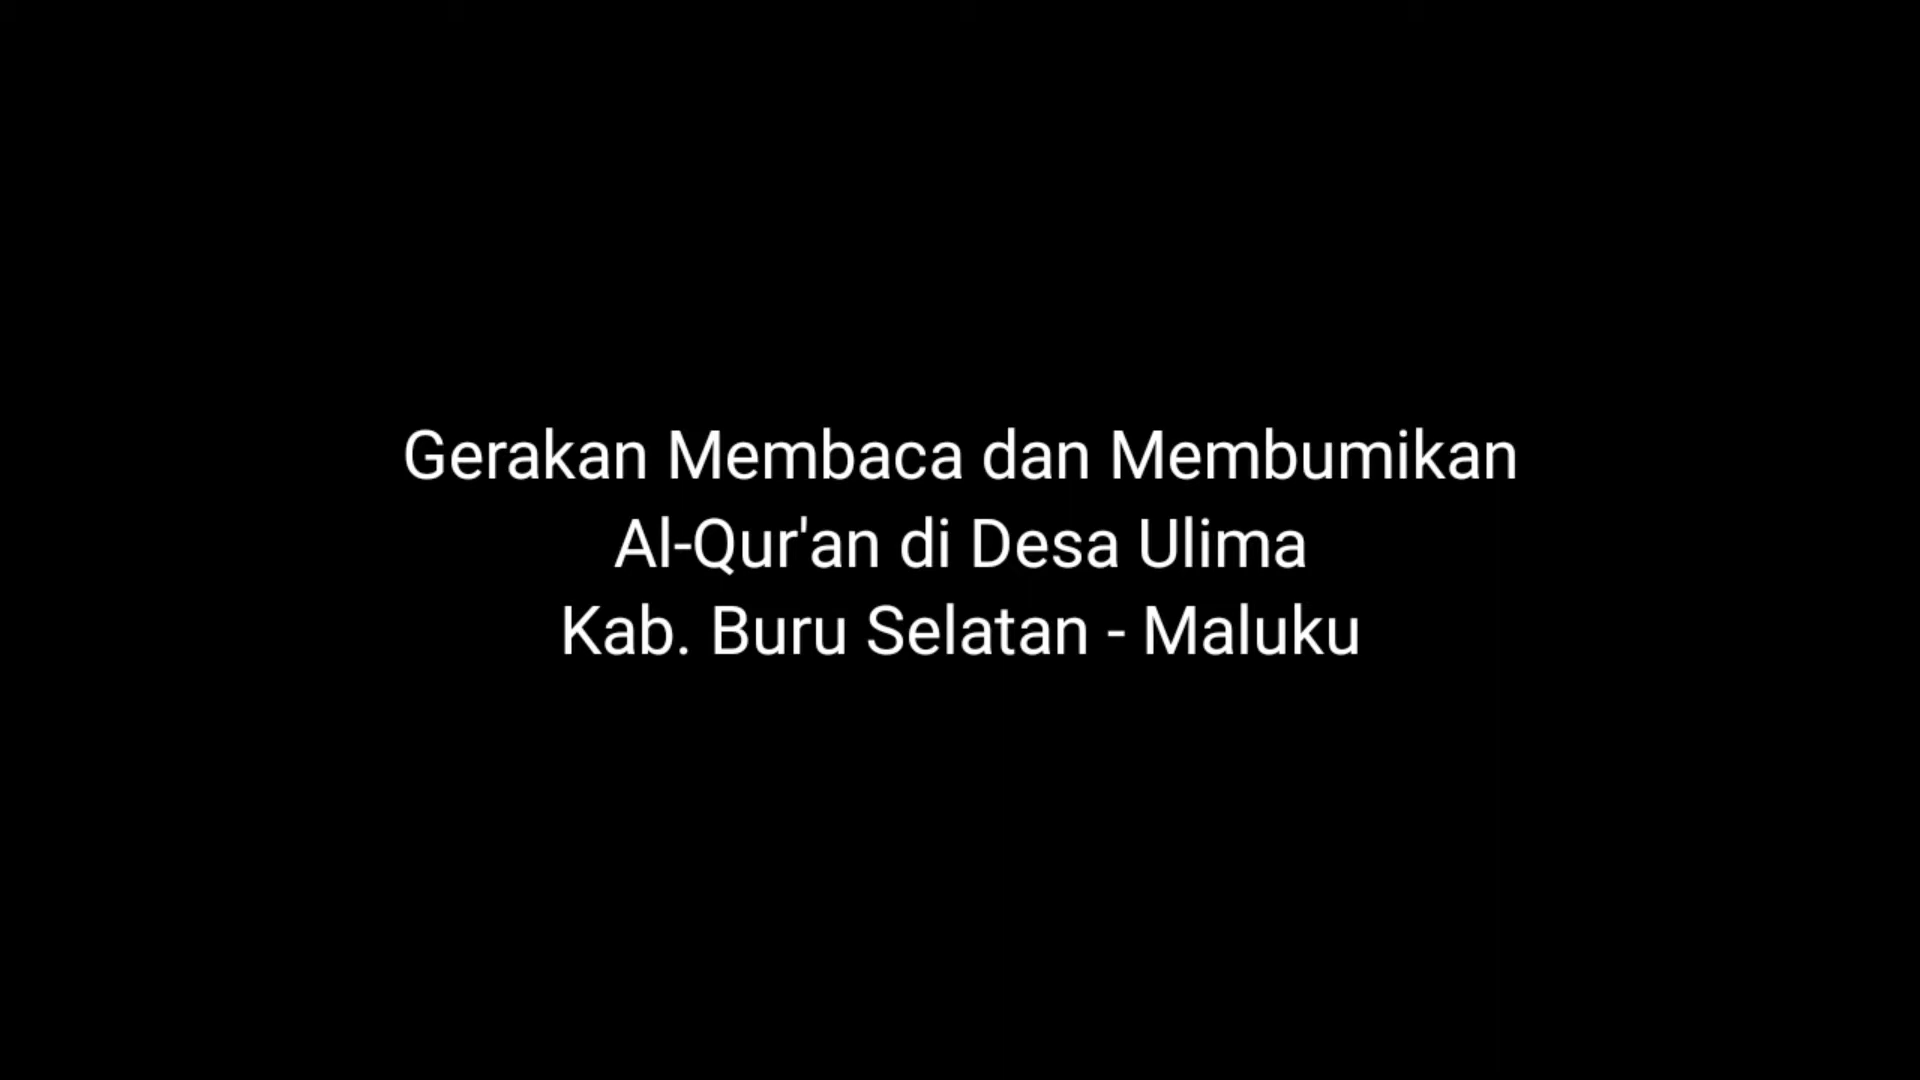 Gerakan Membaca dan Membumikan
Al-Qur'an di Desa Ulima
Kab. Buru Selatan - Maluku